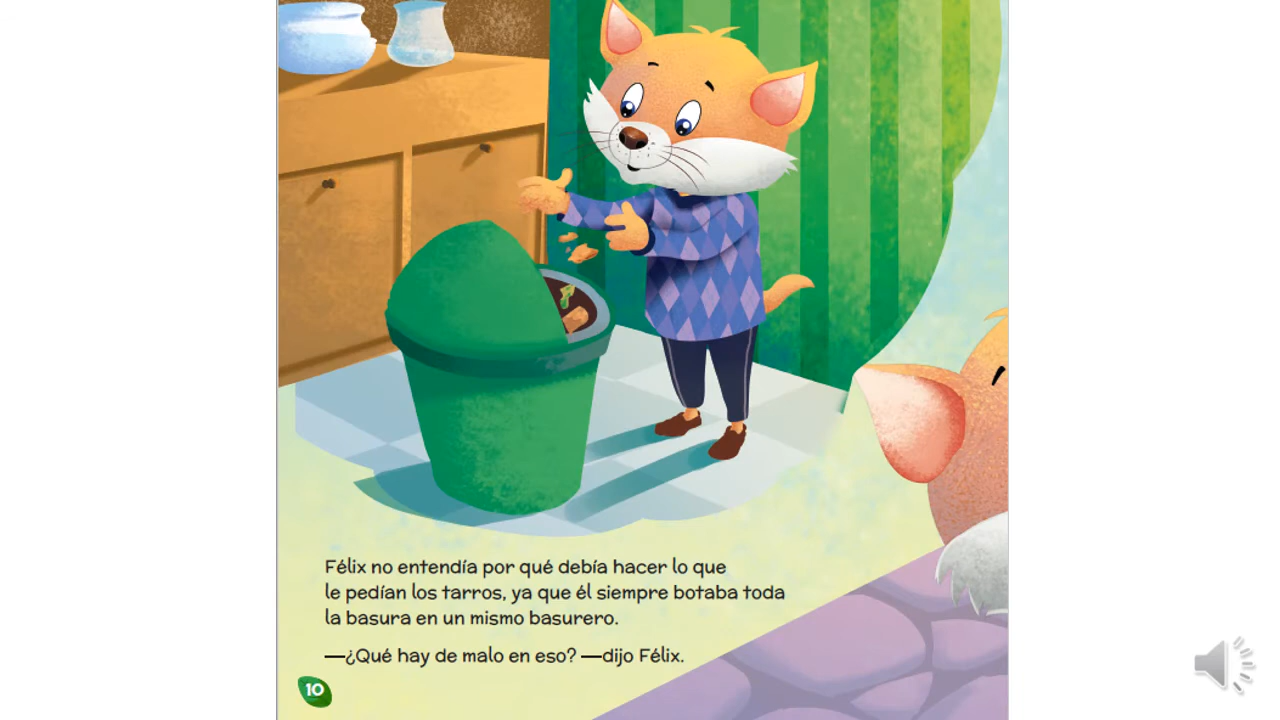 Félix no entendía por qué debía hacer lo que
le pedían los tarros, ya que él siempre botaba toda
la basura en un mismo basurero.
—¿Qué hay de malo en eso? —dijo Félix.
10